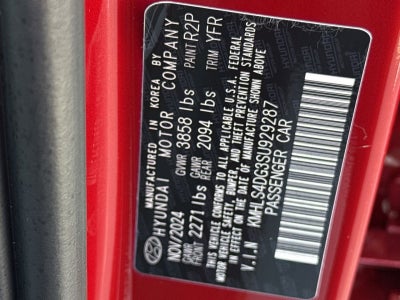 MADE IN KOREA BY
HYUNDAI MOTOR COMPANY
NOV/2024 GVWR 3858 lbs PAINT R2P
GAWR FRONT 2271 lbs GAWR REAR 2094 lbs TRIM YFR
THIS VEHICLE CONFORMS TO ALL APPLICABLE U.S.A. FEDERAL
MOTOR VEHICLE SAFETY, BUMPER, AND THEFT PREVENTION
STANDARDS IN EFFECT ON THE DATE OF MANUFACTURE SHOWN ABOVE
V.I.N KMHLS4DG3SU929287
PASSENGER CAR